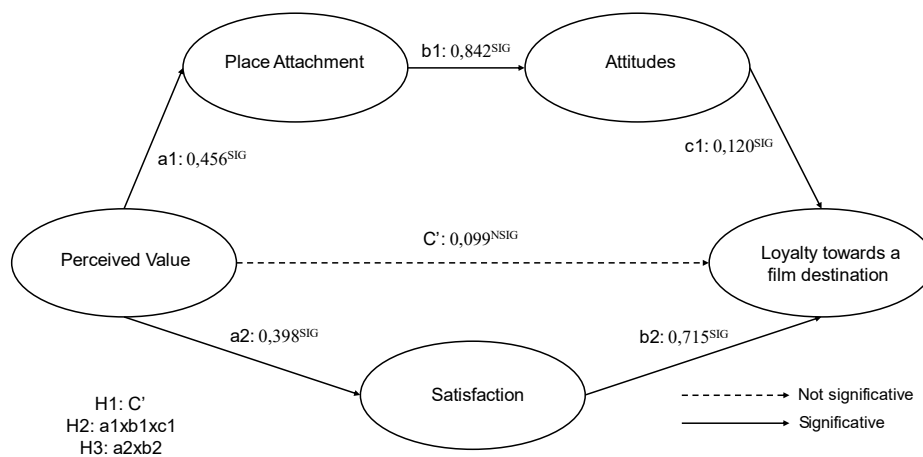 Place Attachment
b1: 0,842SIG
Attitudes
a1: 0,456SIG
c1: 0,120SIG
Perceived Value
C’: 0,099NSIG
Loyalty towards a
film destination
a2: 0,398SIG
b2: 0,715SIG
Satisfaction
H1: C’
H2: a1xb1xc1
H3: a2xb2
Not significative
Significative